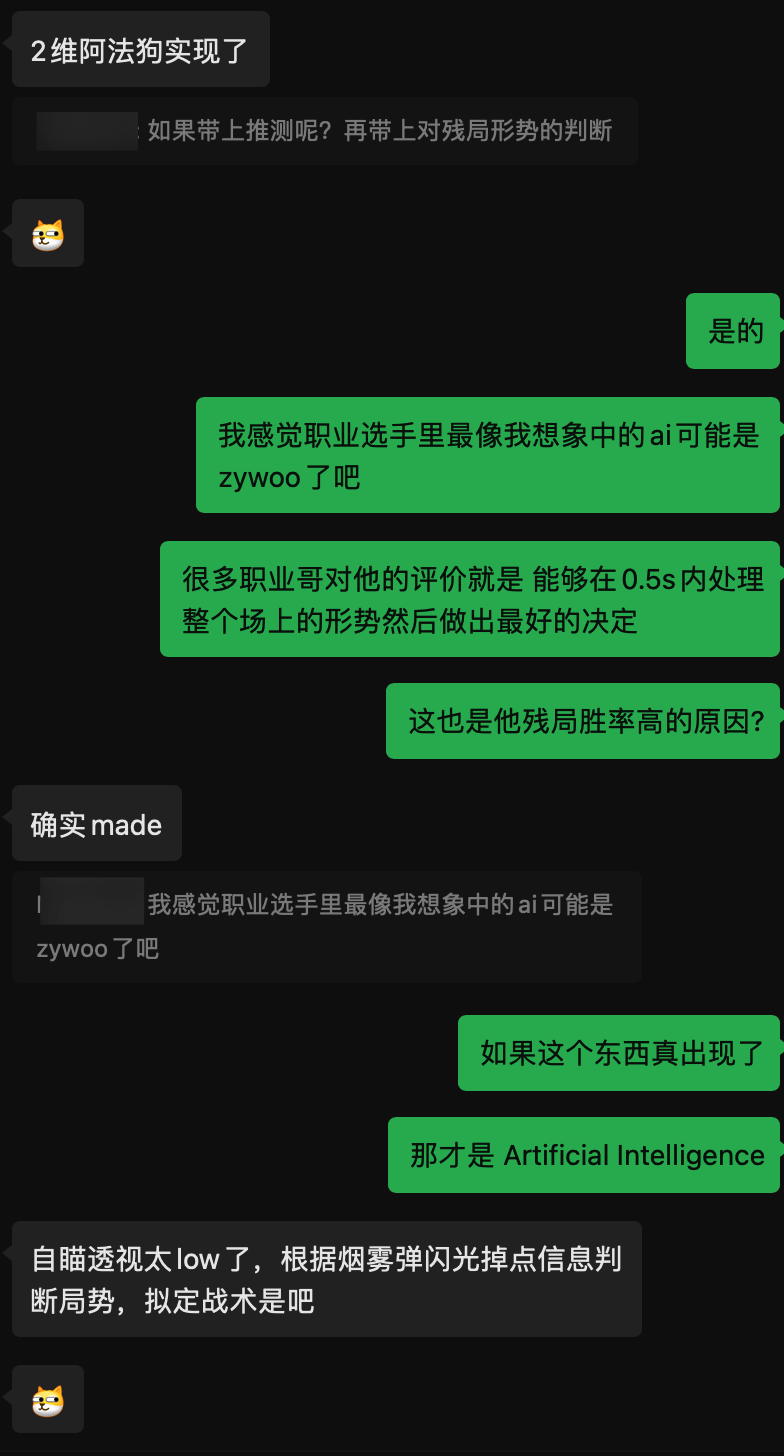 2维阿法狗实现了
: 如果带上推测呢？再带上对残局形势的判断
是的
我感觉职业选手里最像我想象中的ai可能是
zywoo了吧
很多职业哥对他的评价就是 能够在0.5s内处理
整个场上的形势然后做出最好的决定
这也是他残局胜率高的原因?
确实made
我感觉职业选手里最像我想象中的ai可能是
zywoo了吧
如果这个东西真出现了
那才是 Artificial Intelligence
自瞄透视太low了，根据烟雾弹闪光掉点信息判
断局势，拟定战术是吧